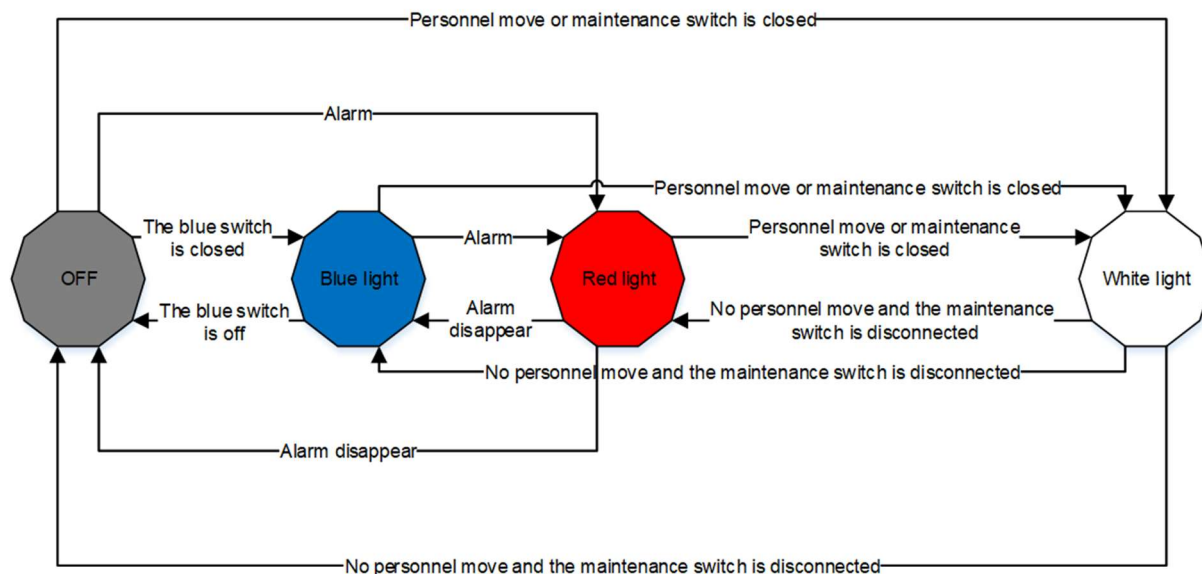 Personnel move or maintenance switch is closed
Alarm
Personnel move or maintenance switch is closed
The blue switch
is closed
Alarm
Personnel move or maintenance
switch is closed
OFF
Blue light
Red light
White light
The blue switch
is off
Alarm
disappear
No personnel move and the maintenance
switch is disconnected
No personnel move and the maintenance switch is disconnected
Alarm disappear
No personnel move and the maintenance switch is disconnected